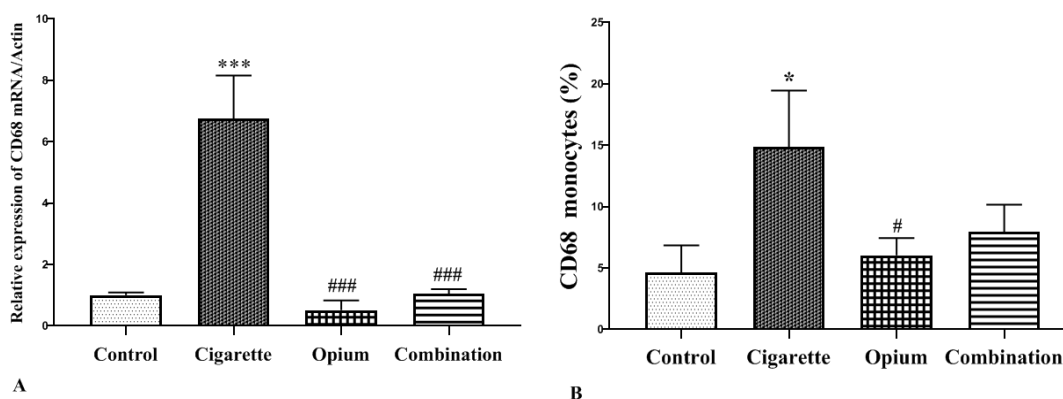 Relative expression of CD68 mRNA/Actin
10
8
6
4
2
0
***
###
###
Control
Cigarette
Opium
Combination
A
CD68 monocytes (%)
25
20
15
10
5
0
*
#
Control
Cigarette
Opium
Combination
B